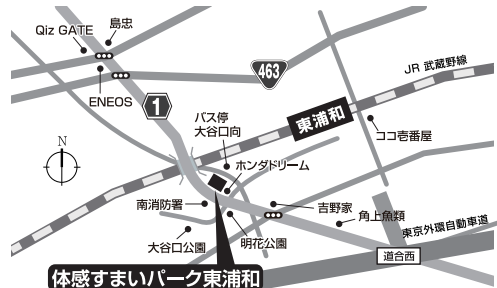 島忠
Qiz GATE
ENEOS
463
JR 武蔵野線
1
バス停
大谷口向
東浦和
ココ壱番屋
N
ホンダドリーム
南消防署
吉野家
角上魚類
大谷口公園
明花公園
東京外環自動車道
道合西
体感すまいパーク東浦和